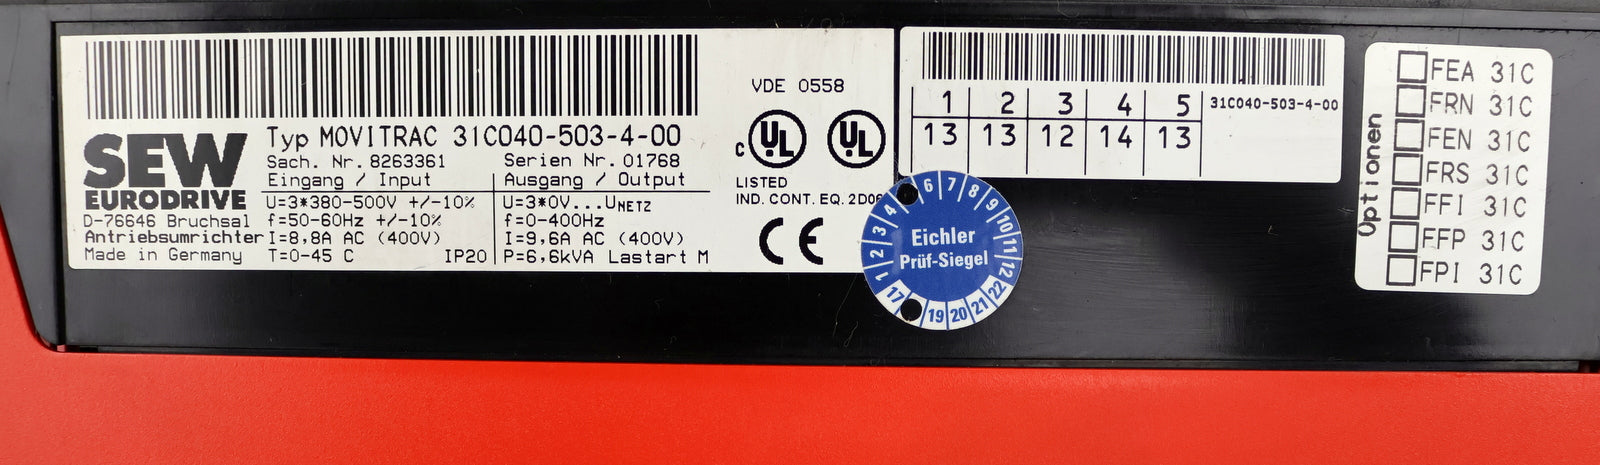 SEW
EURODRIVE
D-76646 Bruchsal
Antriebsumrichter
Made in Germany
Typ MOVITRAC 31C040-503-4-00
Sach. Nr. 8263361 Serien Nr. 01768
Eingang / Input
U=3*380-500V +/-10%
f=50-60Hz +/-10%
I=8,8A AC (400V)
T=0-45 C IP20
Ausgang / Output
U=3*0V...UNETZ
f=0-400Hz
I=9,6A AC (400V)
P=6,6kVA Lastart M
VDE 0558
c UL UL
LISTED
IND. CONT. EQ.
CE
1 2 3 4 5
13 13 12 14 13
31C040-503-4-00
1 2 3 4 6 7 8 9 10 11 12
Eichler
Prüf-Siegel
17 19 20 21 22
Optionen
FEA 31C
FRN 31C
FEN 31C
FRS 31C
FFI 31C
FFP 31C
FPI 31C